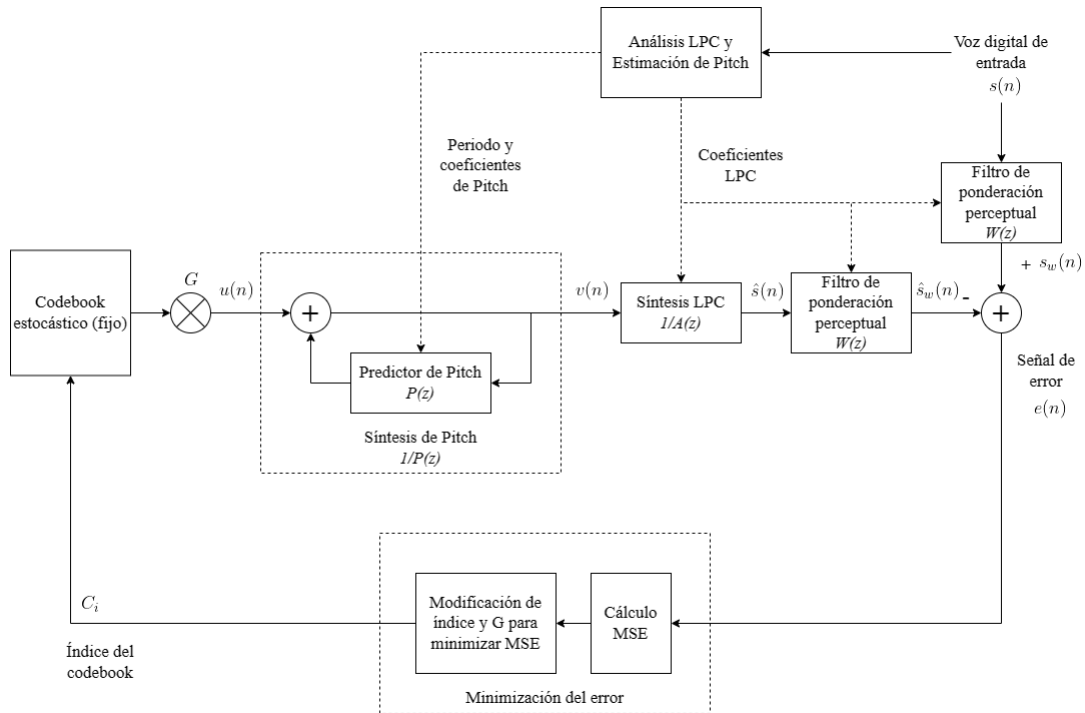 Análisis LPC y
Estimación de Pitch
Voz digital de
entrada
s(n)
Periodo y
coeficientes
de Pitch
Coeficientes
LPC
Filtro de
ponderación
perceptual
W(z)
+ s_w(n)
Codebook
estocástico (fijo)
G
u(n)
+
v(n)
Síntesis LPC
1/A(z)
ŝ(n)
Filtro de
ponderación
perceptual
W(z)
ŝ_w(n) -
+
Predictor de Pitch
P(z)
Síntesis de Pitch
1/P(z)
Señal de
error
e(n)
C_i
Índice del
codebook
Modificación de
índice y G para
minimizar MSE
Cálculo
MSE
Minimización del error